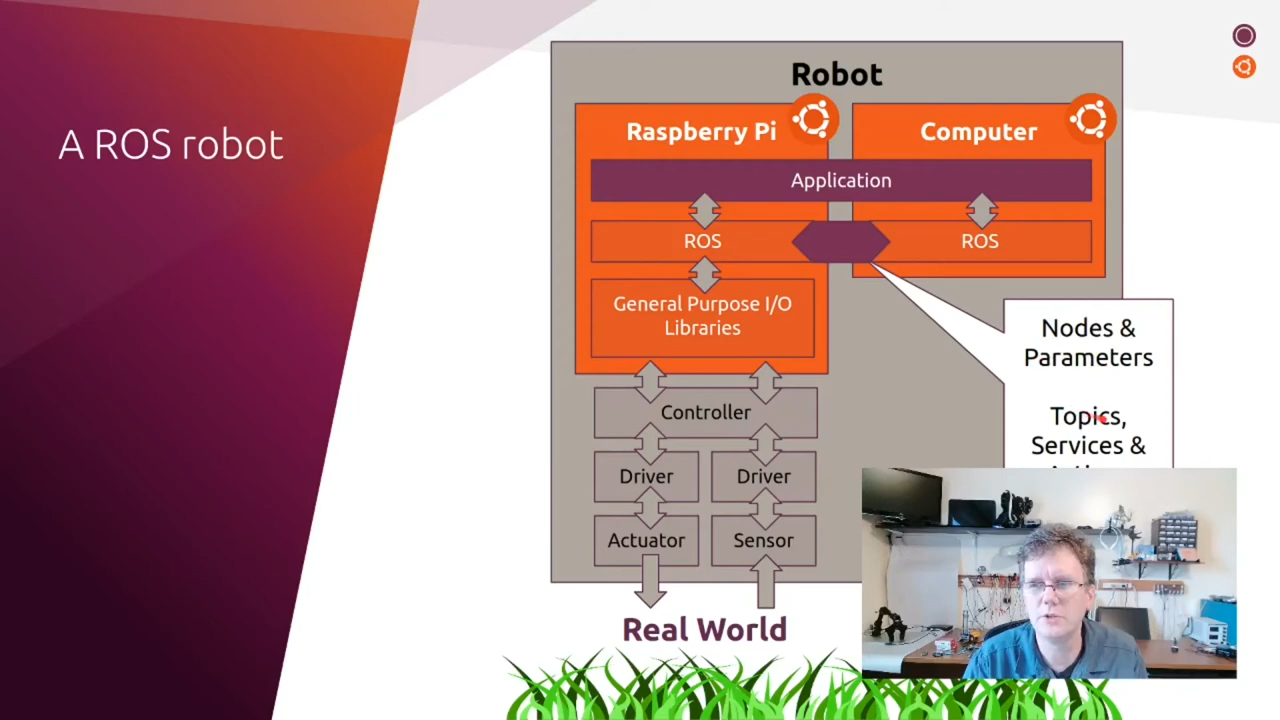 A ROS robot
Robot
Raspberry Pi
Computer
Application
ROS
ROS
General Purpose I/O
Libraries
Controller
Driver
Driver
Actuator
Sensor
Real World
Nodes &
Parameters
Topics,
Services &